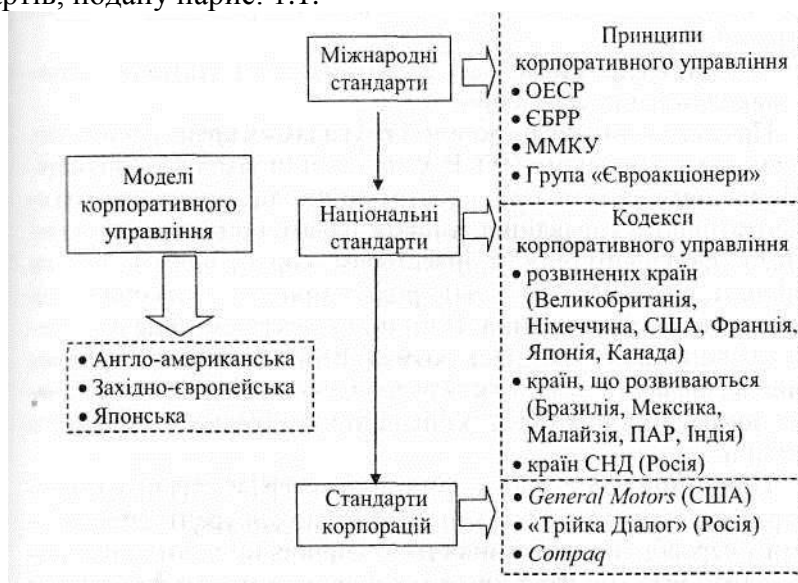 ртів, подану нарис. 1.1.
Міжнародні
стандарти
Принципи
корпоративного управління
• ОЕСР
• ЄБРР
• ММКУ
• Група «Євроакціонери»
Моделі
корпоративного
управління
• Англо-американська
• Західно-європейська
• Японська
Національні
стандарти
Кодекси
корпоративного управління
• розвинених країн
(Великобританія,
Німеччина, США, Франція,
Японія, Канада)
• країн, що розвиваються
(Бразилія, Мексика,
Малайзія, ПАР, Індія)
• країн СНД (Росія)
Стандарти
корпорацій
• General Motors (США)
• «Трійка Діалог» (Росія)
• Compaq